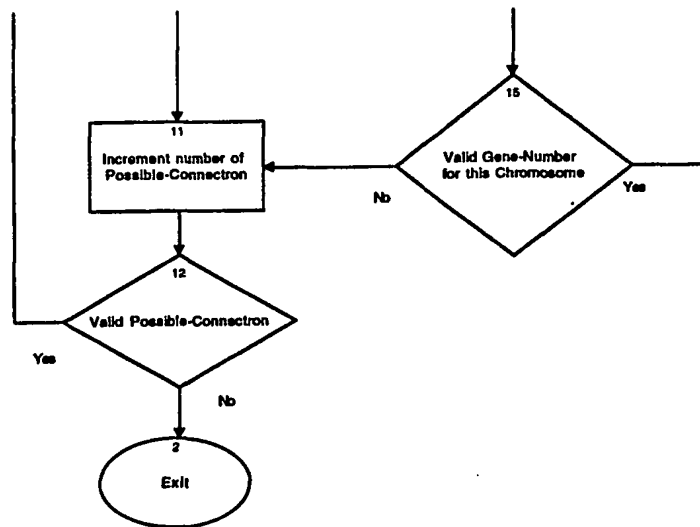 15
Valid Gene-Number
for this Chromosome
Yes
No
11
Increment number of
Possible-Connectron
12
Valid Possible-Connectron
Yes
No
2
Exit